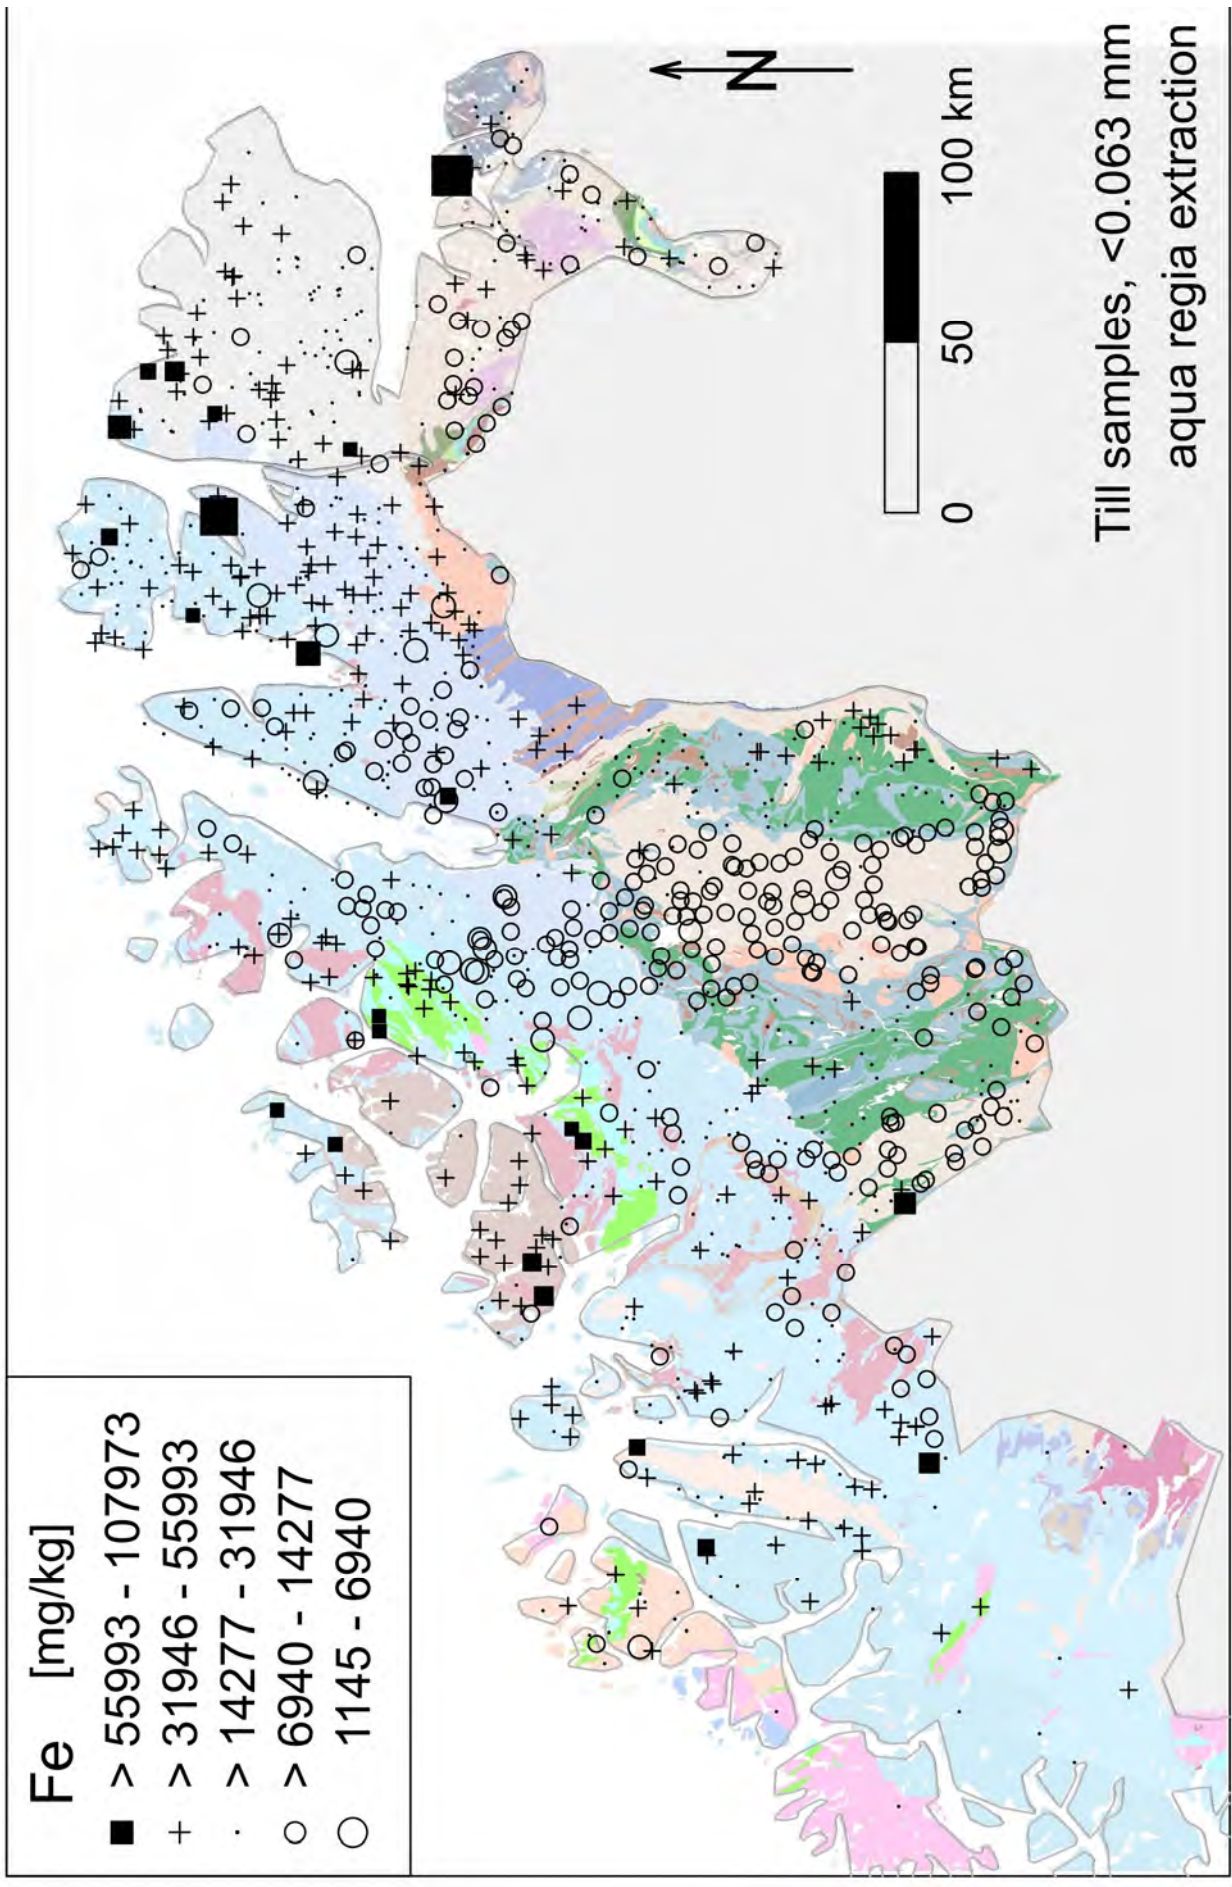 Fe [mg/kg]
> 55993 - 107973
> 31946 - 55993
> 14277 - 31946
> 6940 - 14277
1145 - 6940
N
0 50 100 km
Till samples, <0.063 mm
aqua regia extraction